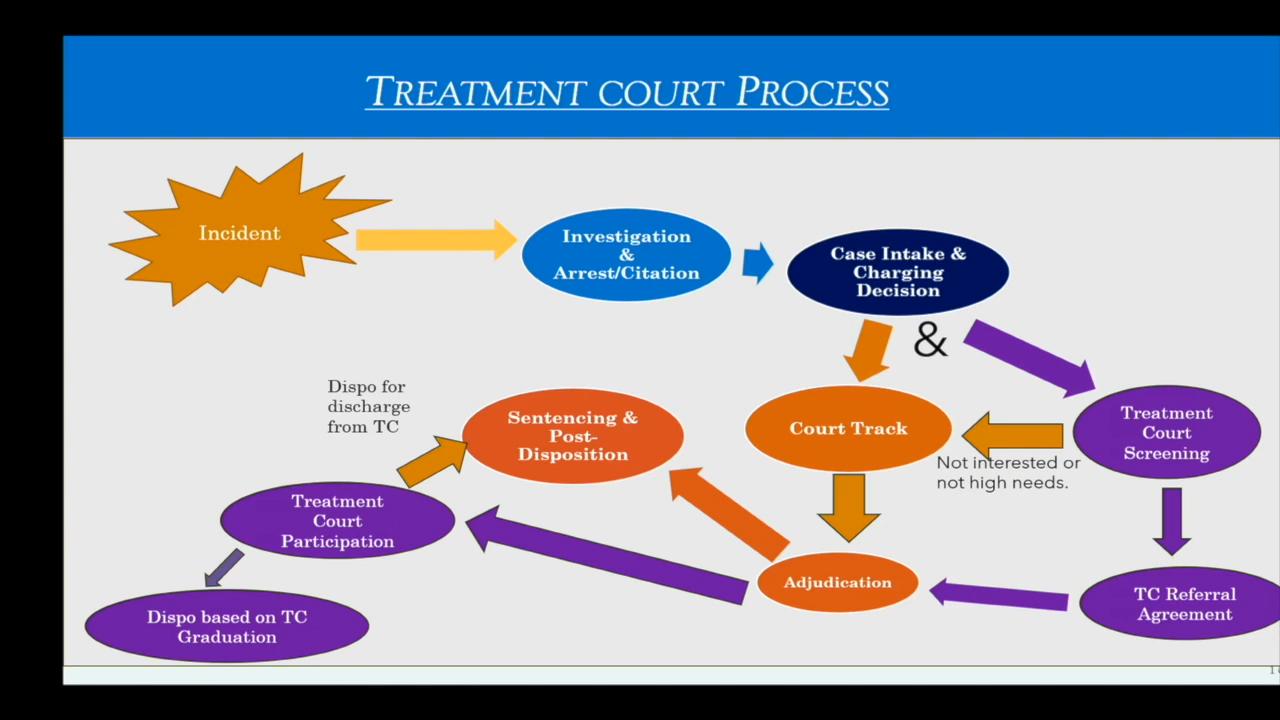 TREATMENT COURT PROCESS
Incident
Investigation
&
Arrest/Citation
Case Intake &
Charging
Decision
&
Dispo for
discharge
from TC
Sentencing &
Post-
Disposition
Court Track
Treatment
Court
Screening
Not interested or
not high needs.
Treatment
Court
Participation
Adjudication
TC Referral
Agreement
Dispo based on TC
Graduation